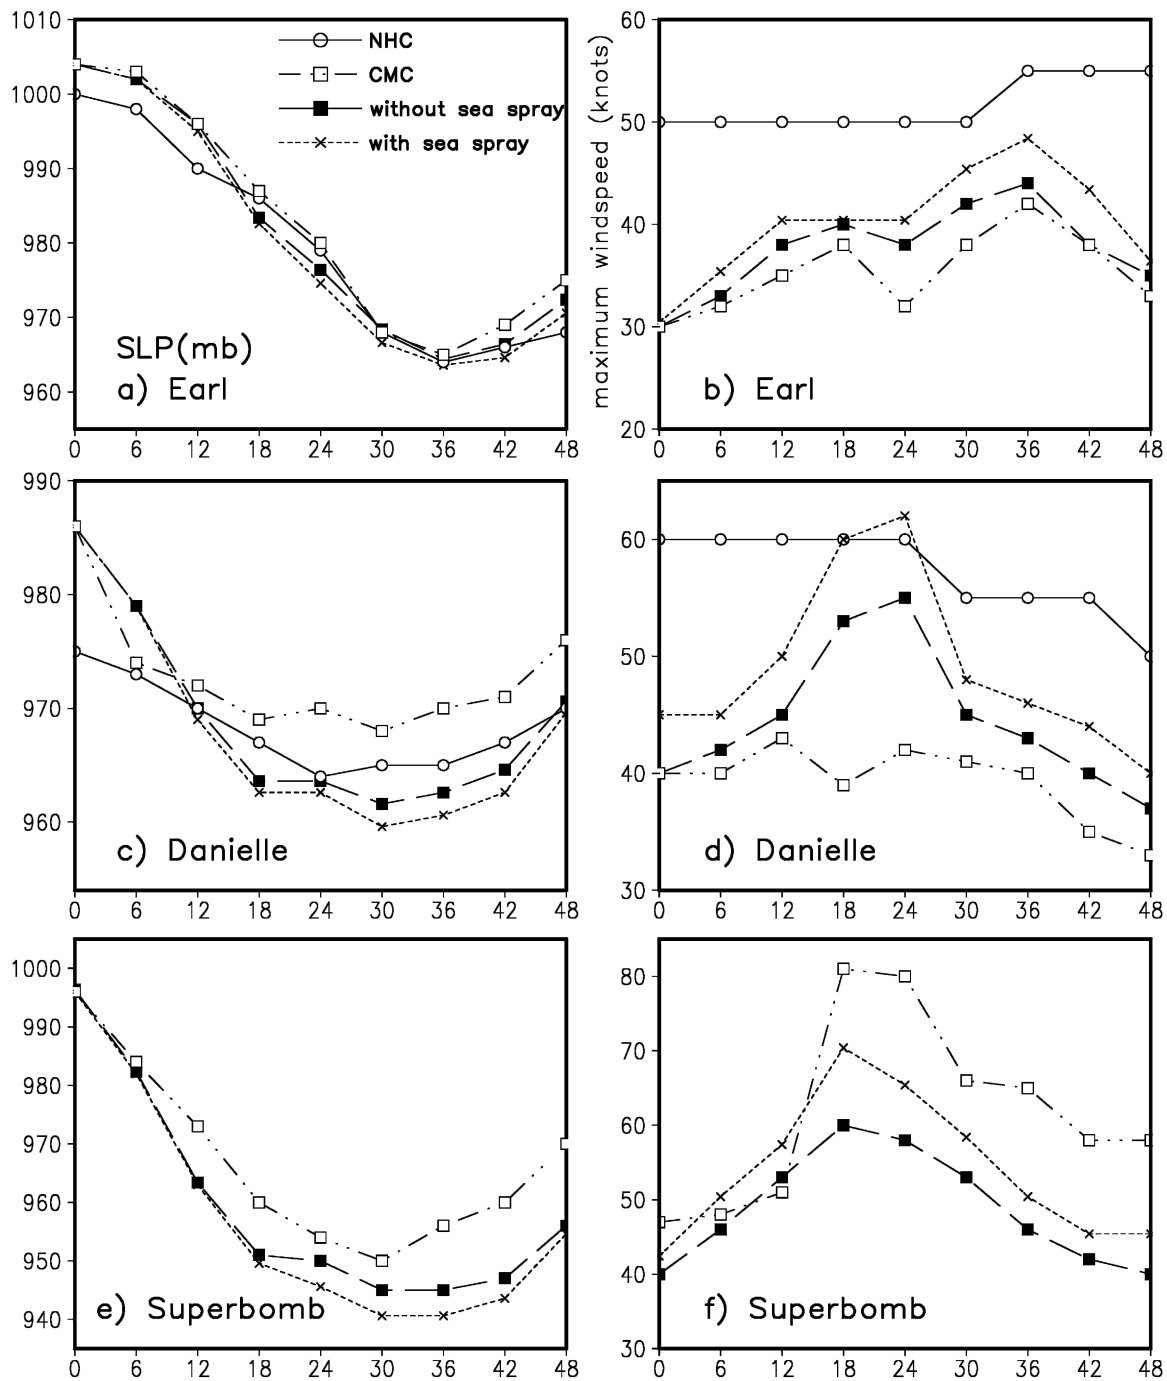 1010
1000
990
980
970
960
NHC
CMC
without sea spray
with sea spray
SLP(mb)
a) Earl
0 6 12 18 24 30 36 42 48
maximum windspeed (knots)
60
50
40
30
20
b) Earl
0 6 12 18 24 30 36 42 48
990
980
970
960
c) Danielle
0 6 12 18 24 30 36 42 48
60
50
40
30
d) Danielle
0 6 12 18 24 30 36 42 48
1000
990
980
970
960
950
940
e) Superbomb
0 6 12 18 24 30 36 42 48
80
70
60
50
40
30
f) Superbomb
0 6 12 18 24 30 36 42 48